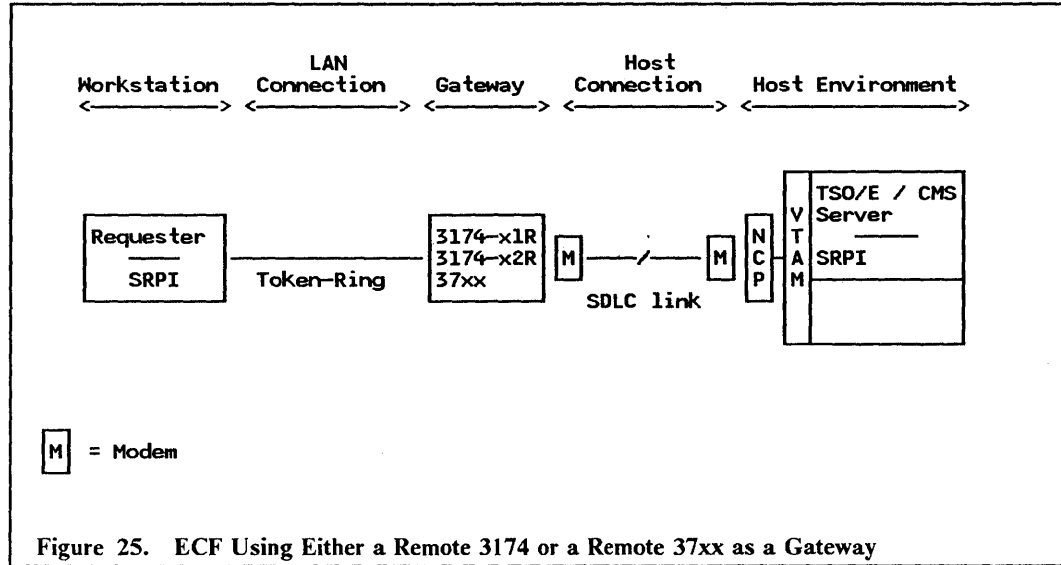 LAN Host
Workstation Connection Gateway Connection Host Environment
<----------> <----------> <----------> <----------> <---------->
TSO/E / CMS
V Server
Requester 3174-x1R N T
3174-x2R M M C A SRPI
SRPI Token-Ring 37xx P M
SDLC link
M = Modem
Figure 25. ECF Using Either a Remote 3174 or a Remote 37xx as a Gateway